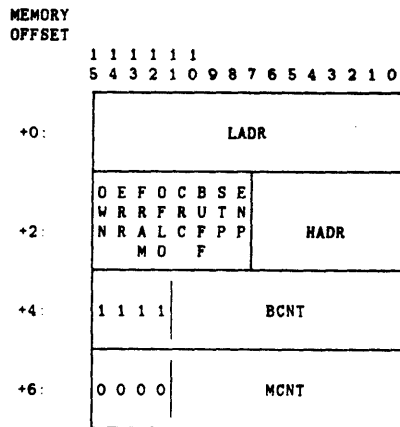 MEMORY
OFFSET
1 1 1 1 1 1
5 4 3 2 1 0 9 8 7 6 5 4 3 2 1 0
+0: LADR
O E F O C B S E
W R R F R U T N
+2: N R A L C F P P HADR
M O F
+4: 1 1 1 1 BCNT
+6: 0 0 0 0 MCNT